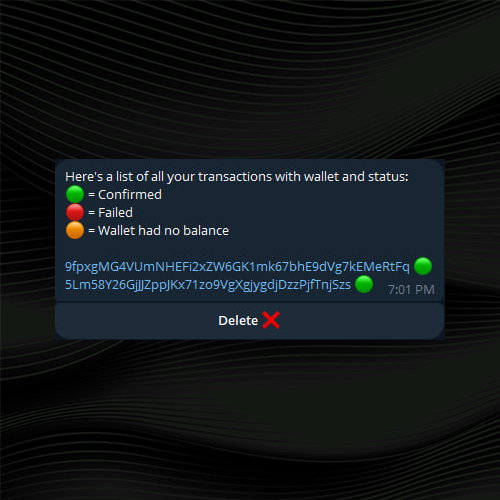 Here's a list of all your transactions with wallet and status:
🟢 = Confirmed
🔴 = Failed
🟠 = Wallet had no balance
9fpxgMG4VUmNHEFi2xZW6GK1mk67bhE9dVg7kEMeRtFq 🟢
5Lm58Y26GjJJZppJKx71zo9VgXgjygdjDzzPjfTnjSzs 🟢
7:01 PM
Delete ❌